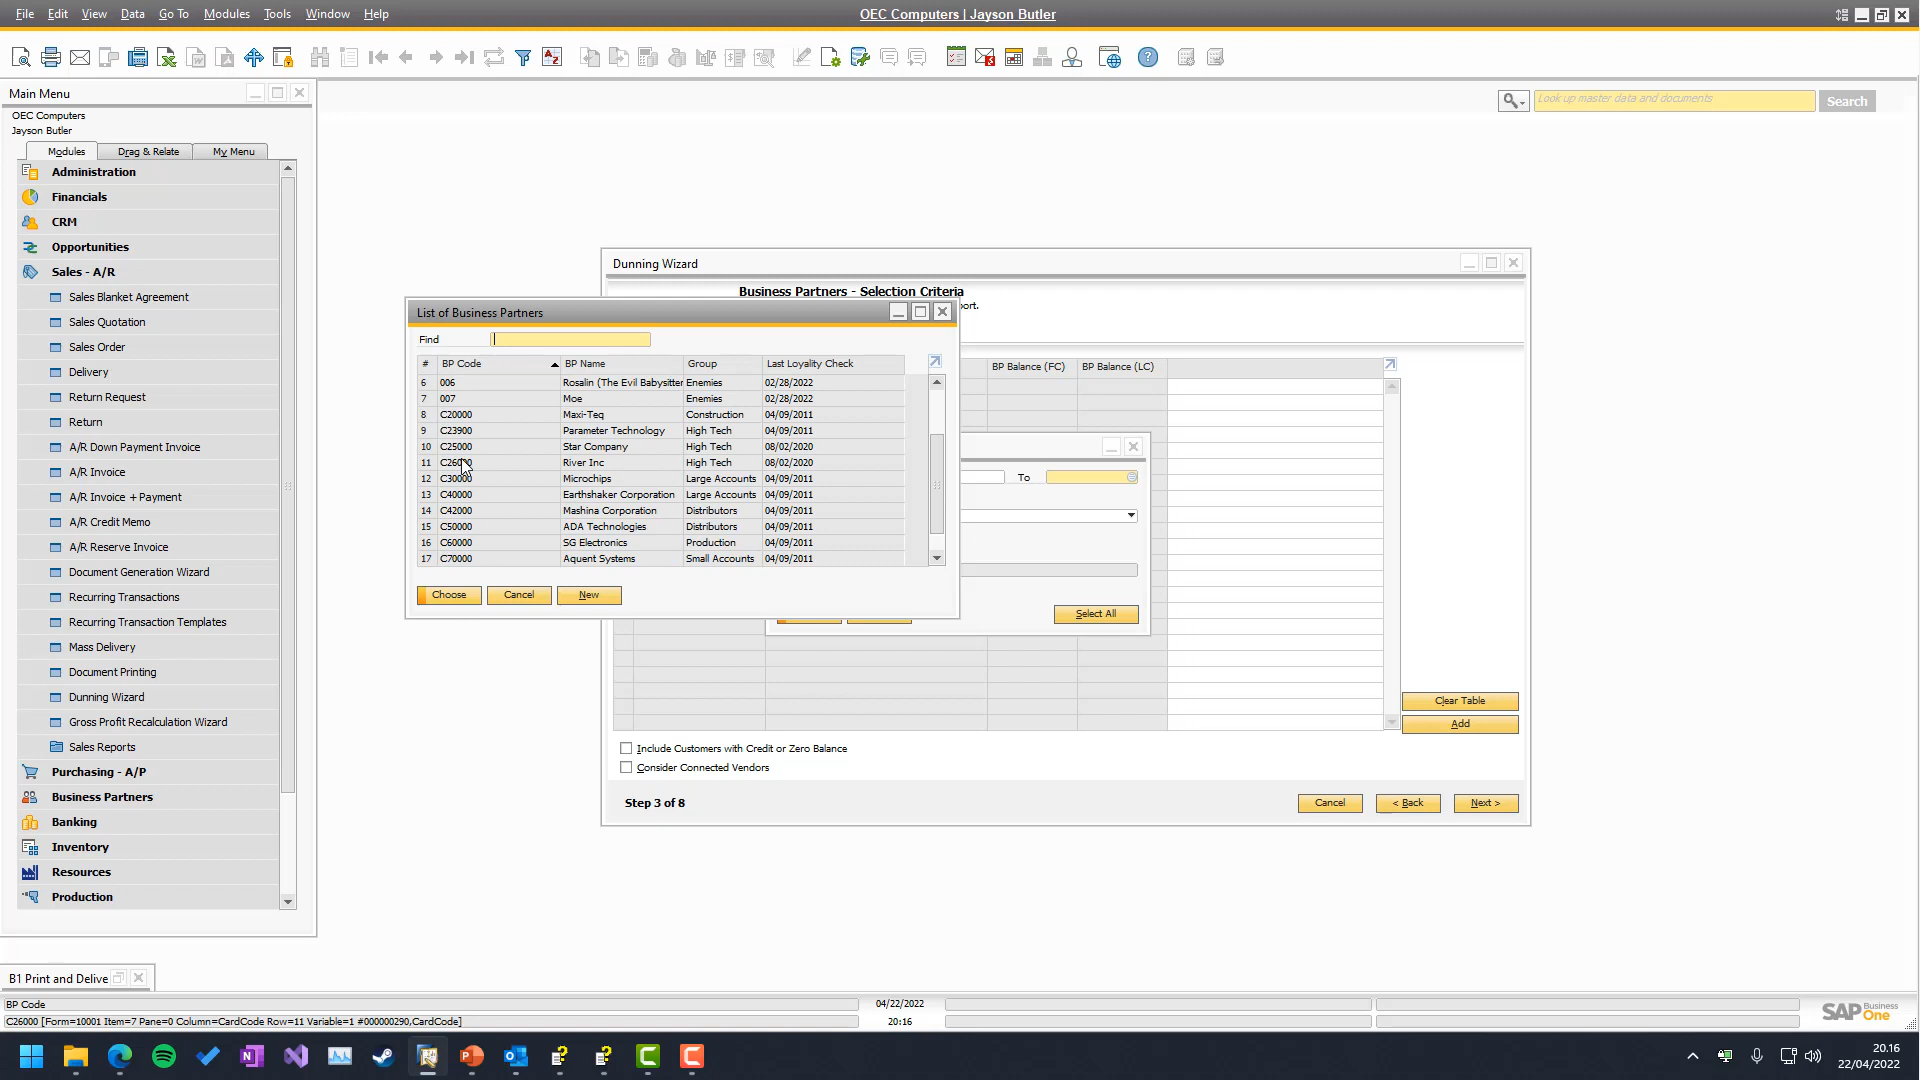 File Edit View Data Go To Modules Tools Window Help
OEC Computers | Jayson Butler
Look up master data and documents
Search
Main Menu
OEC Computers
Jayson Butler
Modules Drag & Relate My Menu
Administration
Financials
CRM
Opportunities
Sales - A/R
Sales Blanket Agreement
Sales Quotation
Sales Order
Delivery
Return Request
Return
A/R Down Payment Invoice
A/R Invoice
A/R Invoice + Payment
A/R Credit Memo
A/R Reserve Invoice
Document Generation Wizard
Recurring Transactions
Recurring Transaction Templates
Mass Delivery
Document Printing
Dunning Wizard
Gross Profit Recalculation Wizard
Sales Reports
Purchasing - A/P
Business Partners
Banking
Inventory
Resources
Production
Dunning Wizard
Business Partners - Selection Criteria
ort.
BP Balance (FC) BP Balance (LC)
To
Select All
Clear Table
Add
Include Customers with Credit or Zero Balance
Consider Connected Vendors
Step 3 of 8
Cancel < Back Next >
List of Business Partners
Find
# BP Code BP Name Group Last Loyality Check
6 006 Rosalin (The Evil Babysitter Enemies 02/28/2022
7 007 Moe Enemies 02/28/2022
8 C20000 Maxi-Teq Construction 04/09/2011
9 C23900 Parameter Technology High Tech 04/09/2011
10 C25000 Star Company High Tech 08/02/2020
11 C26000 River Inc High Tech 08/02/2020
12 C30000 Microchips Large Accounts 04/09/2011
13 C40000 Earthshaker Corporation Large Accounts 04/09/2011
14 C42000 Mashina Corporation Distributors 04/09/2011
15 C50000 ADA Technologies Distributors 04/09/2011
16 C60000 SG Electronics Production 04/09/2011
17 C70000 Aquent Systems Small Accounts 04/09/2011
Choose Cancel New
B1 Print and Delive
BP Code
04/22/2022
C26000 [Form=10001 Item=7 Pane=0 Column=CardCode Row=11 Variable=1 #000000290,CardCode]
20:16
SAP Business One
20.16
22/04/2022